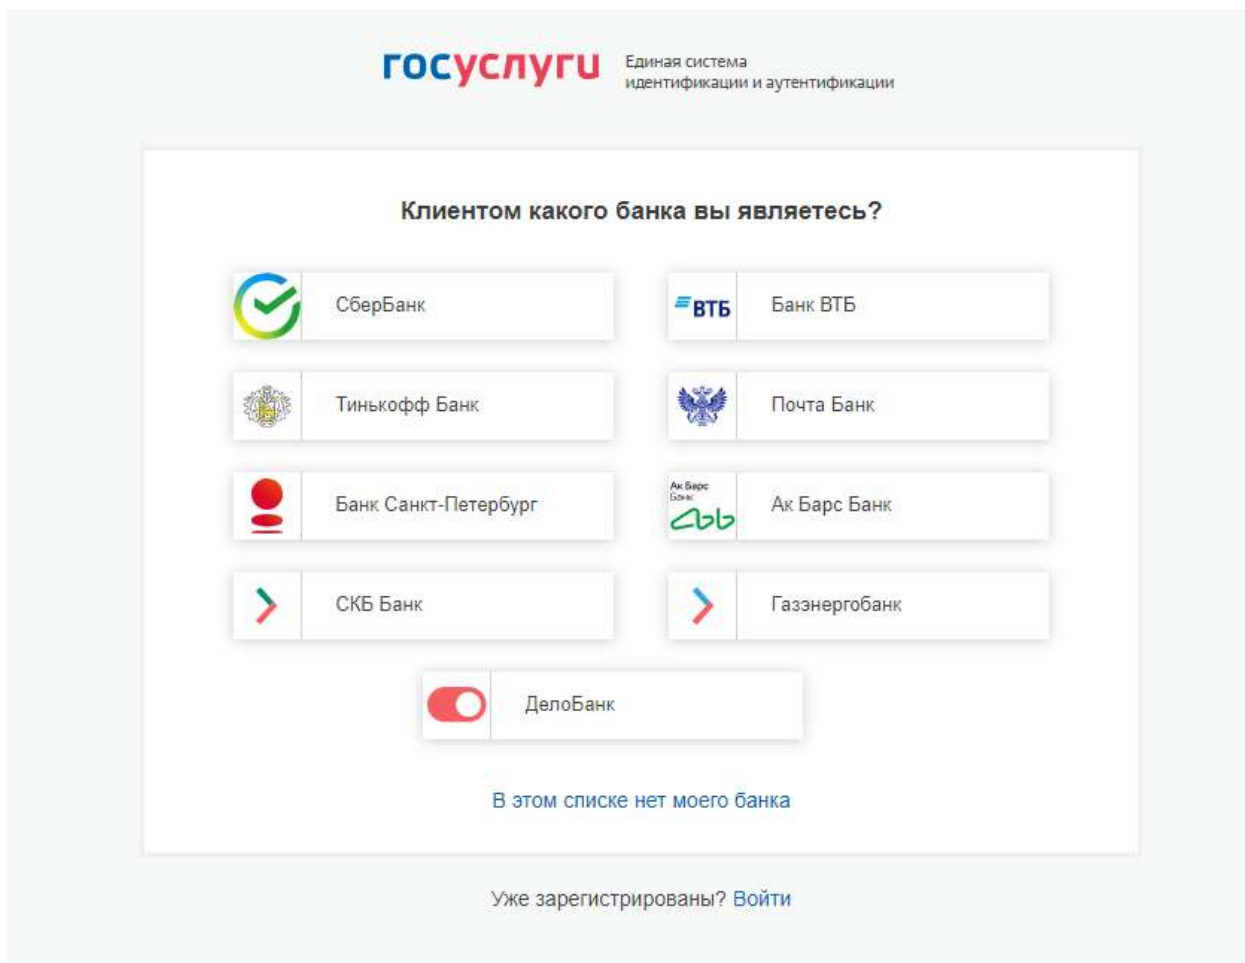 госуслуги
Единая система
идентификации и аутентификации
Клиентом какого банка вы являетесь?
СберБанк
ВТБ
Банк ВТБ
Тинькофф Банк
Почта Банк
Банк Санкт-Петербург
Ак Барс
Банк
Ак Барс Банк
СКБ Банк
Газэнергобанк
ДелоБанк
В этом списке нет моего банка
Уже зарегистрированы? Войти